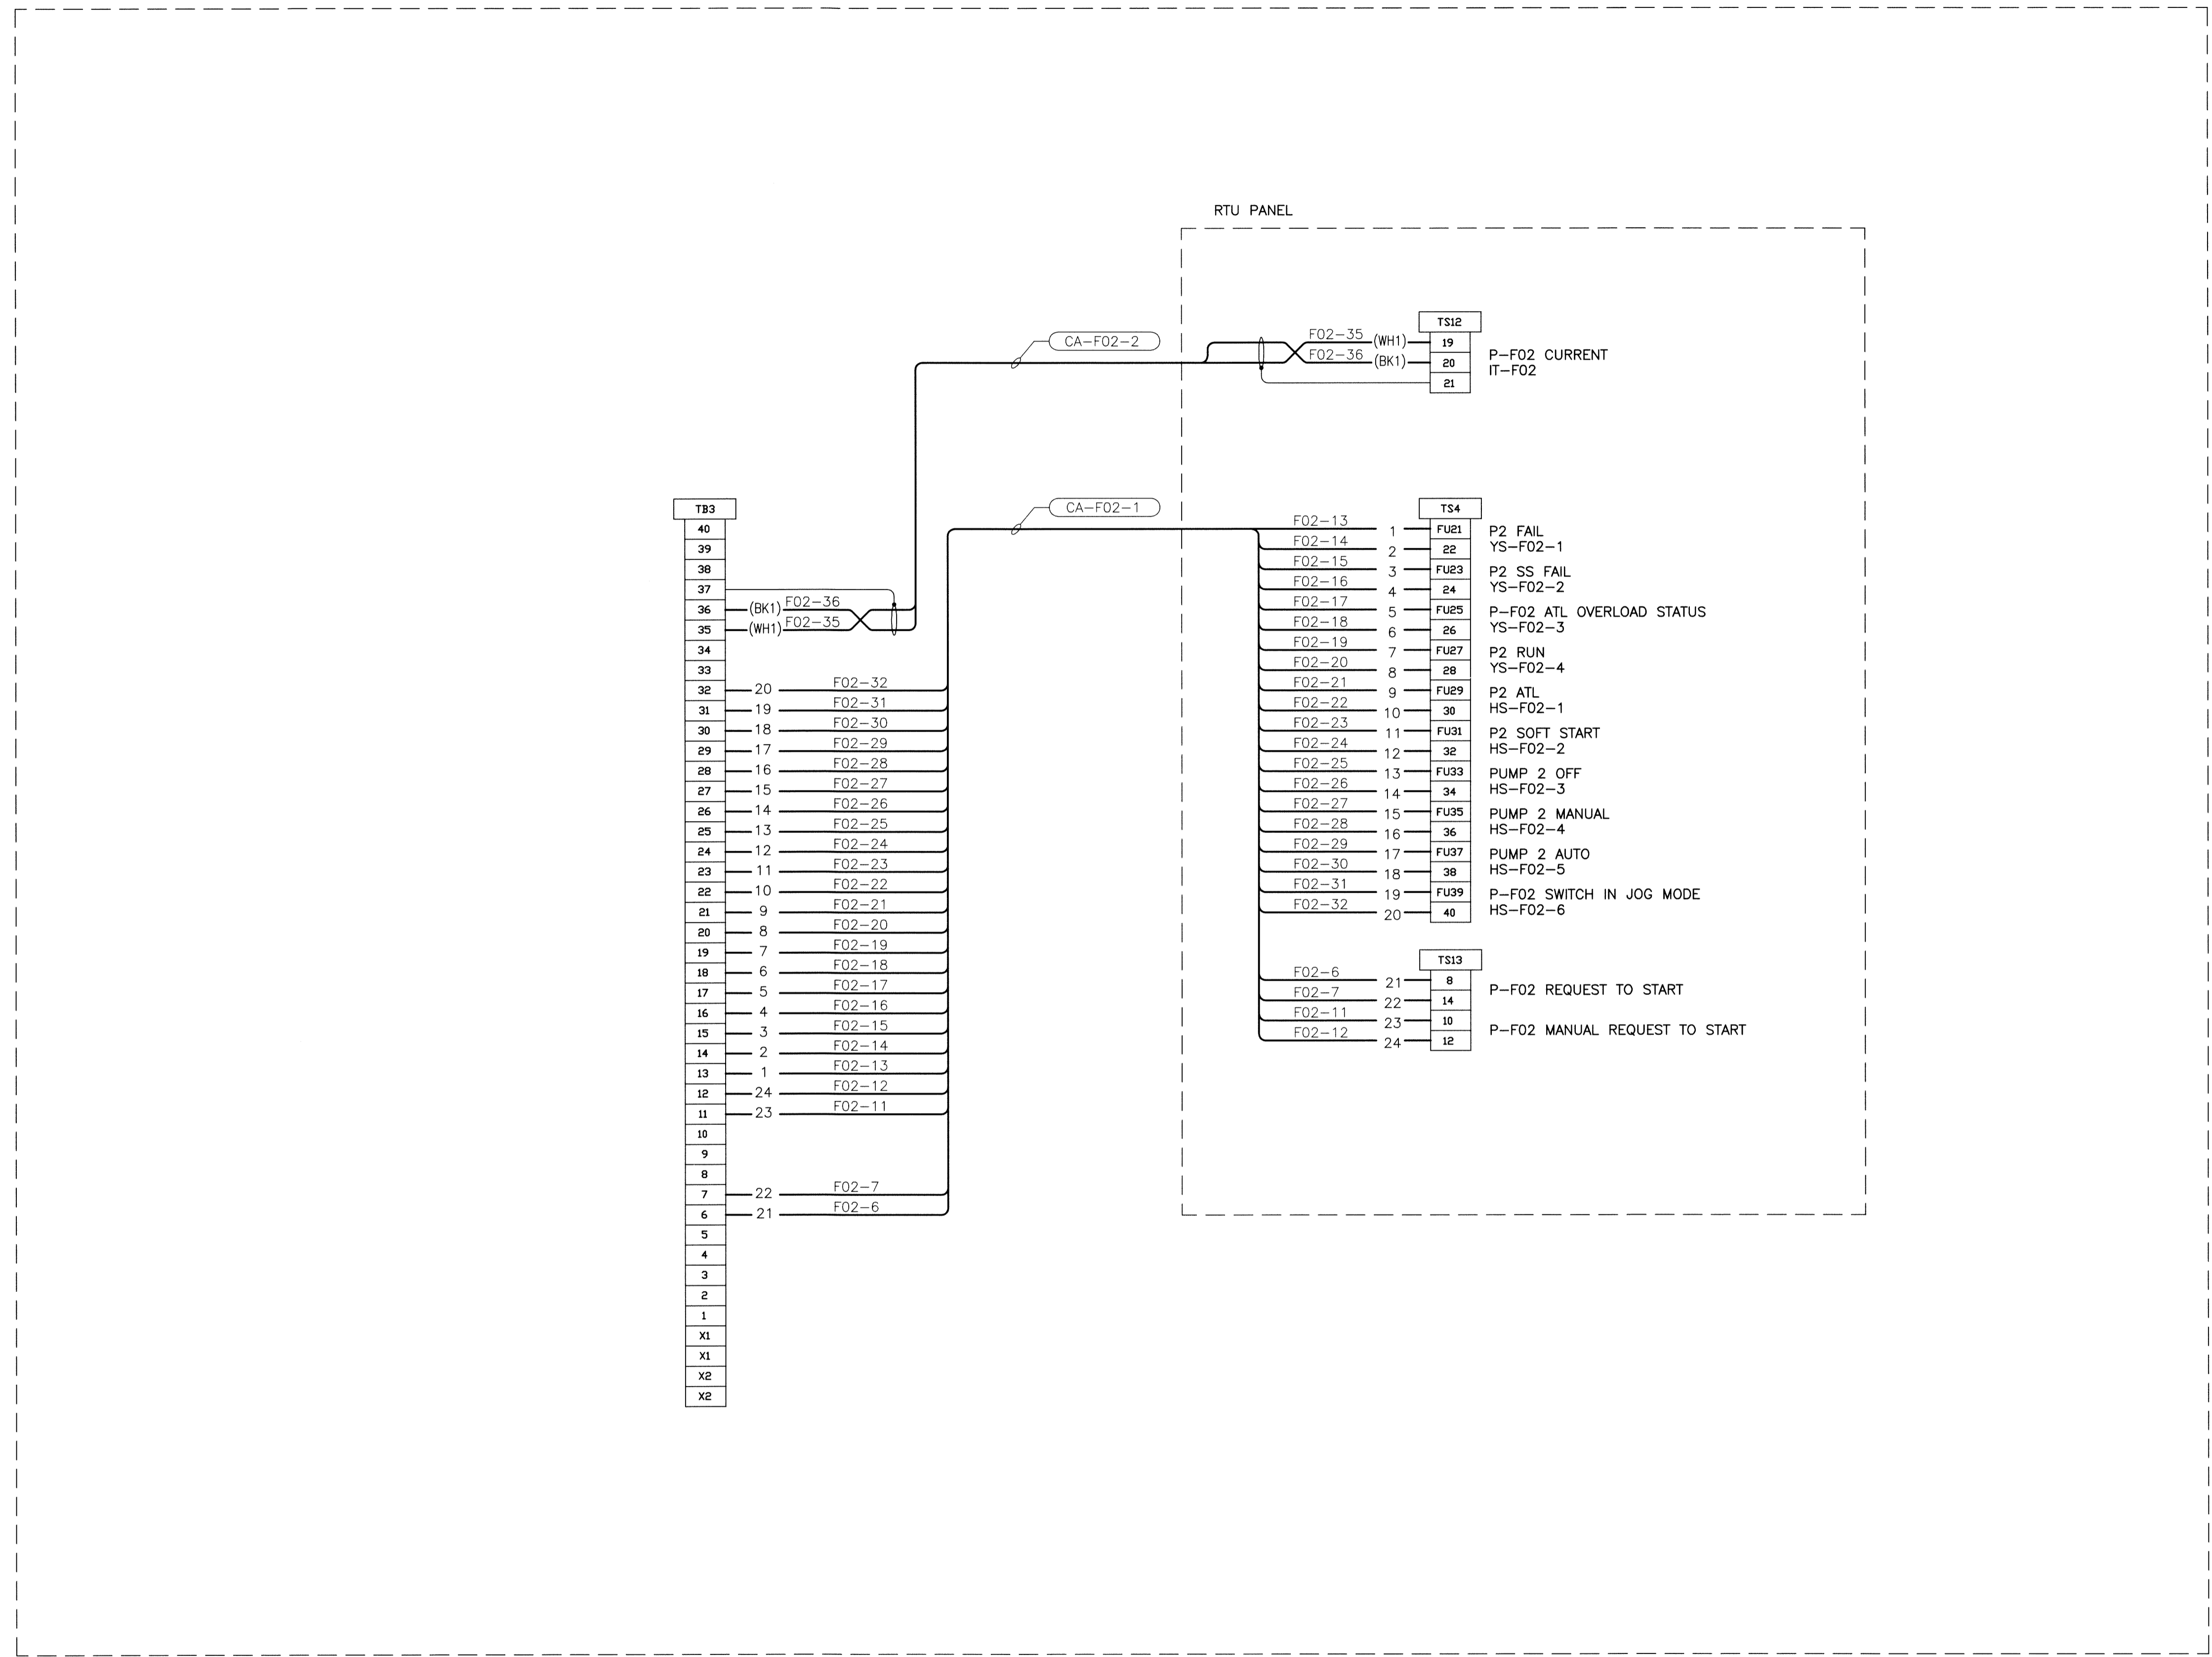 RTU PANEL
CA-F02-2
TS12
F02-35 (WH1) 19
F02-36 (BK1) 20
21
P-F02 CURRENT
IT-F02
TB3
40
39
38
37
36 (BK1) F02-36
35 (WH1) F02-35
34
33
32 20 F02-32
31 19 F02-31
30 18 F02-30
29 17 F02-29
28 16 F02-28
27 15 F02-27
26 14 F02-26
25 13 F02-25
24 12 F02-24
23 11 F02-23
22 10 F02-22
21 9 F02-21
20 8 F02-20
19 7 F02-19
18 6 F02-18
17 5 F02-17
16 4 F02-16
15 3 F02-15
14 2 F02-14
13 1 F02-13
12 24 F02-12
11 23 F02-11
10
9
8
7 22 F02-7
6 21 F02-6
5
4
3
2
1
X1
X1
X2
X2
CA-F02-1
TS4
F02-13 1 FU21
F02-14 2 22
F02-15 3 FU23
F02-16 4 24
F02-17 5 FU25
F02-18 6 26
F02-19 7 FU27
F02-20 8 28
F02-21 9 FU29
F02-22 10 30
F02-23 11 FU31
F02-24 12 32
F02-25 13 FU33
F02-26 14 34
F02-27 15 FU35
F02-28 16 36
F02-29 17 FU37
F02-30 18 38
F02-31 19 FU39
F02-32 20 40
P2 FAIL
YS-F02-1
P2 SS FAIL
YS-F02-2
P-F02 ATL OVERLOAD STATUS
YS-F02-3
P2 RUN
YS-F02-4
P2 ATL
HS-F02-1
P2 SOFT START
HS-F02-2
PUMP 2 OFF
HS-F02-3
PUMP 2 MANUAL
HS-F02-4
PUMP 2 AUTO
HS-F02-5
P-F02 SWITCH IN JOG MODE
HS-F02-6
TS13
F02-6 21 8
F02-7 22 14
F02-11 23 10
F02-12 24 12
P-F02 REQUEST TO START
P-F02 MANUAL REQUEST TO START